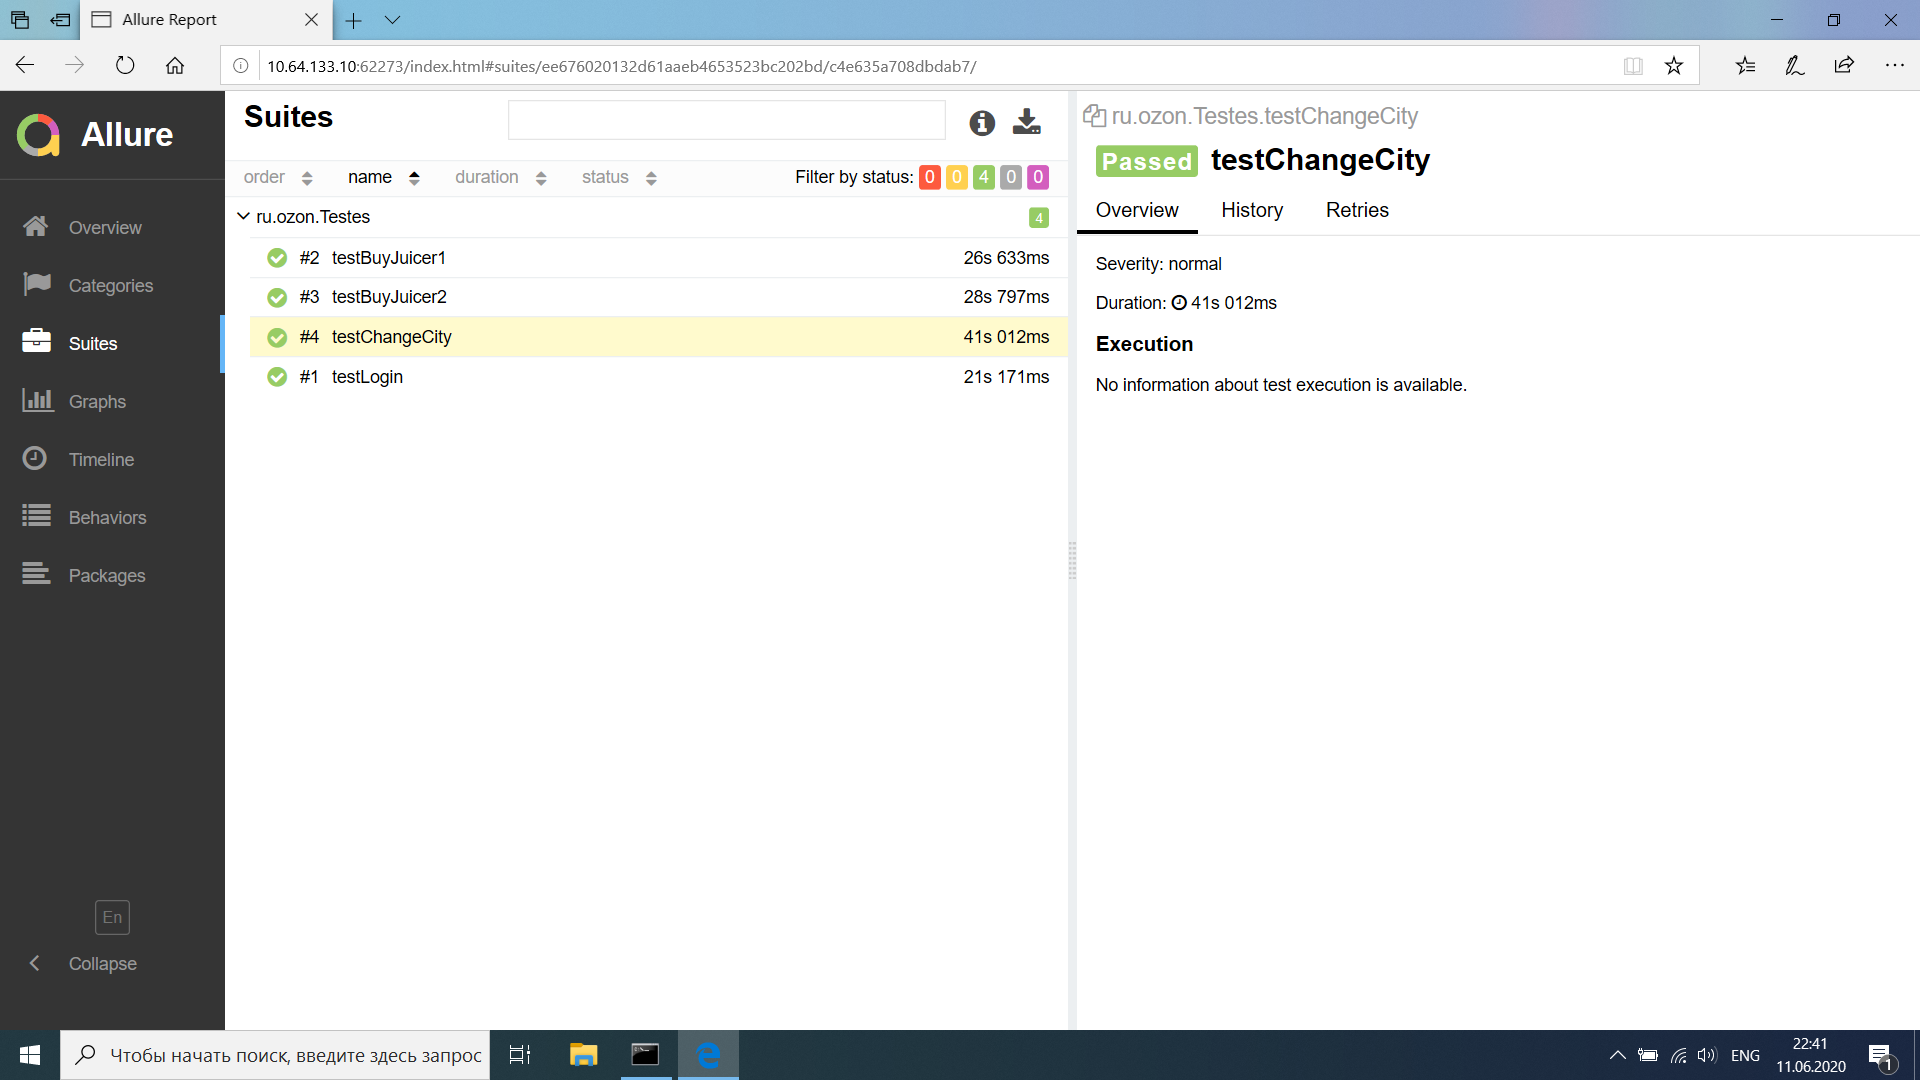 Allure Report
10.64.133.10:62273/index.html#suites/ee676020132d61aaeb4653523bc202bd/c4e635a708dbdab7/
Allure
Overview
Categories
Suites
Graphs
Timeline
Behaviors
Packages
En
Collapse
Suites
order name duration status Filter by status: 0 0 4 0 0
ru.ozon.Testes 4
#2 testBuyJuicer1 26s 633ms
#3 testBuyJuicer2 28s 797ms
#4 testChangeCity 41s 012ms
#1 testLogin 21s 171ms
ru.ozon.Testes.testChangeCity
Passed testChangeCity
Overview History Retries
Severity: normal
Duration: 41s 012ms
Execution
No information about test execution is available.
Чтобы начать поиск, введите здесь запрос
ENG
22:41
11.06.2020
1